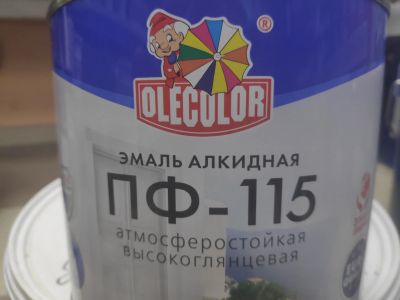 ®
OLECOLOR
ЭМАЛЬ АЛКИДНАЯ
ПФ-115
атмосферостойкая
высокоглянцевая